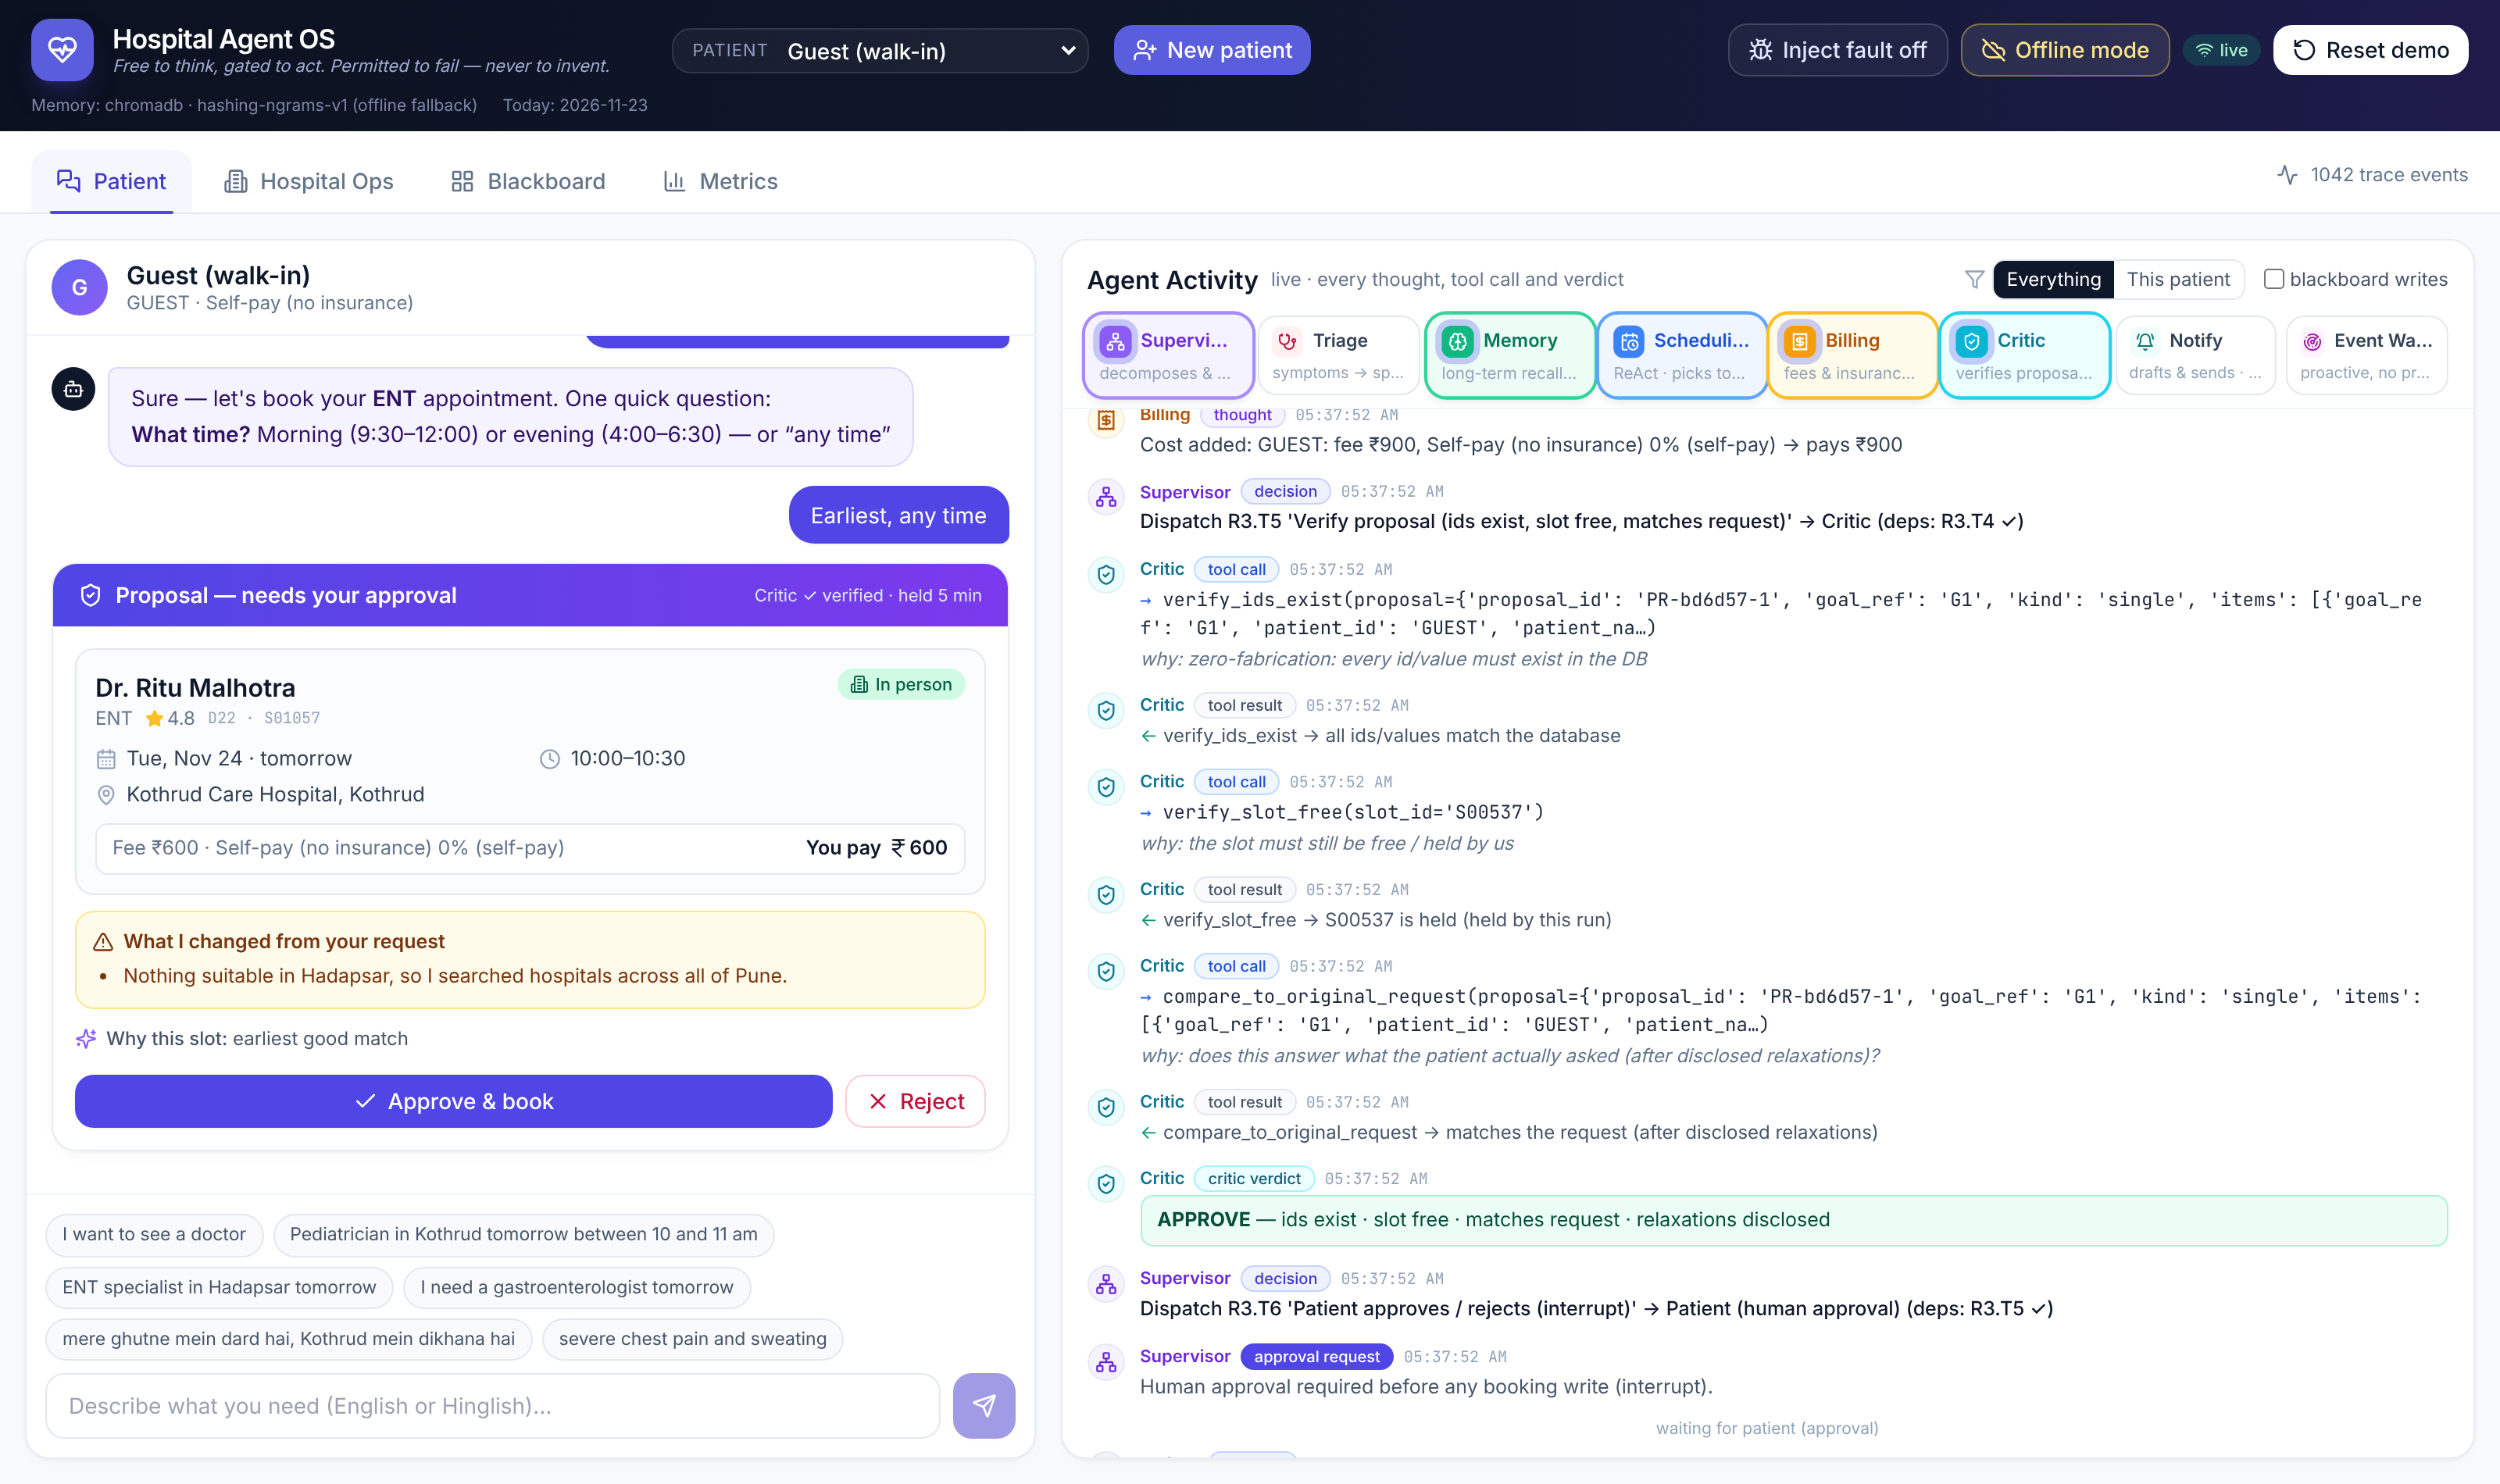 Hospital Agent OS
Free to think, gated to act. Permitted to fail — never to invent.
PATIENT Guest (walk-in)
New patient
Inject fault off
Offline mode
live
Reset demo
Memory: chromadb · hashing-ngrams-v1 (offline fallback) Today: 2026-11-23
Patient
Hospital Ops
Blackboard
Metrics
1042 trace events
G
Guest (walk-in)
GUEST · Self-pay (no insurance)
Sure — let's book your ENT appointment. One quick question:
What time? Morning (9:30–12:00) or evening (4:00–6:30) — or “any time”
Earliest, any time
Proposal — needs your approval
Critic ✓ verified · held 5 min
Dr. Ritu Malhotra
In person
ENT ⭐ 4.8 D22 · S01057
Tue, Nov 24 · tomorrow
10:00–10:30
Kothrud Care Hospital, Kothrud
Fee ₹600 · Self-pay (no insurance) 0% (self-pay)
You pay ₹600
What I changed from your request
• Nothing suitable in Hadapsar, so I searched hospitals across all of Pune.
Why this slot: earliest good match
Approve & book
Reject
I want to see a doctor
Pediatrician in Kothrud tomorrow between 10 and 11 am
ENT specialist in Hadapsar tomorrow
I need a gastroenterologist tomorrow
mere ghutne mein dard hai, Kothrud mein dikhana hai
severe chest pain and sweating
Describe what you need (English or Hinglish)...
Agent Activity
live · every thought, tool call and verdict
Everything
This patient
blackboard writes
Supervi...
decomposes & ...
Triage
symptoms → sp...
Memory
long-term recall...
Scheduli...
ReAct · picks to...
Billing
fees & insuranc...
Critic
verifies proposa...
Notify
drafts & sends · ...
Event Wa...
proactive, no pr...
Billing thought 05:37:52 AM
Cost added: GUEST: fee ₹900, Self-pay (no insurance) 0% (self-pay) → pays ₹900
Supervisor decision 05:37:52 AM
Dispatch R3.T5 'Verify proposal (ids exist, slot free, matches request)' → Critic (deps: R3.T4 ✓)
Critic tool call 05:37:52 AM
→ verify_ids_exist(proposal={'proposal_id': 'PR-bd6d57-1', 'goal_ref': 'G1', 'kind': 'single', 'items': [{'goal_re
f': 'G1', 'patient_id': 'GUEST', 'patient_na…)
why: zero-fabrication: every id/value must exist in the DB
Critic tool result 05:37:52 AM
← verify_ids_exist → all ids/values match the database
Critic tool call 05:37:52 AM
→ verify_slot_free(slot_id='S00537')
why: the slot must still be free / held by us
Critic tool result 05:37:52 AM
← verify_slot_free → S00537 is held (held by this run)
Critic tool call 05:37:52 AM
→ compare_to_original_request(proposal={'proposal_id': 'PR-bd6d57-1', 'goal_ref': 'G1', 'kind': 'single', 'items':
[{'goal_ref': 'G1', 'patient_id': 'GUEST', 'patient_na…)
why: does this answer what the patient actually asked (after disclosed relaxations)?
Critic tool result 05:37:52 AM
← compare_to_original_request → matches the request (after disclosed relaxations)
Critic critic verdict 05:37:52 AM
APPROVE — ids exist · slot free · matches request · relaxations disclosed
Supervisor decision 05:37:52 AM
Dispatch R3.T6 'Patient approves / rejects (interrupt)' → Patient (human approval) (deps: R3.T5 ✓)
Supervisor approval request 05:37:52 AM
Human approval required before any booking write (interrupt).
waiting for patient (approval)